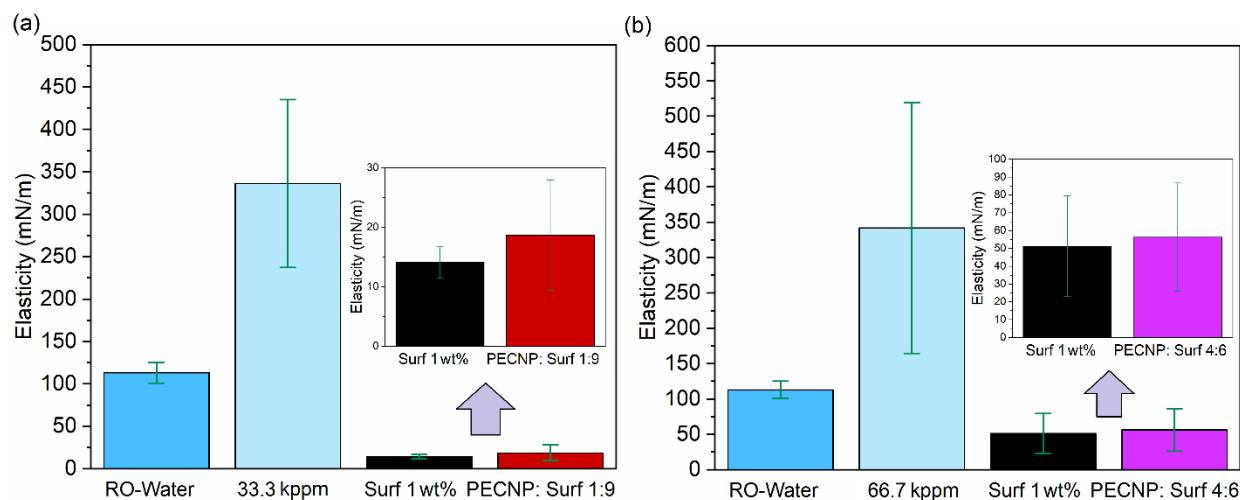 (a)
500
450
400
350
300
250
200
150
100
50
0
Elasticity (mN/m)
RO-Water
33.3 kppm
Surf 1 wt%
PECNP: Surf 1:9
30
20
10
0
Elasticity (mN/m)
Surf 1 wt%
PECNP: Surf 1:9
(b)
600
550
500
450
400
350
300
250
200
150
100
50
0
Elasticity (mN/m)
RO-Water
66.7 kppm
Surf 1 wt%
PECNP: Surf 4:6
100
90
80
70
60
50
40
30
20
10
0
Elasticity (mN/m)
Surf 1 wt%
PECNP: Surf 4:6